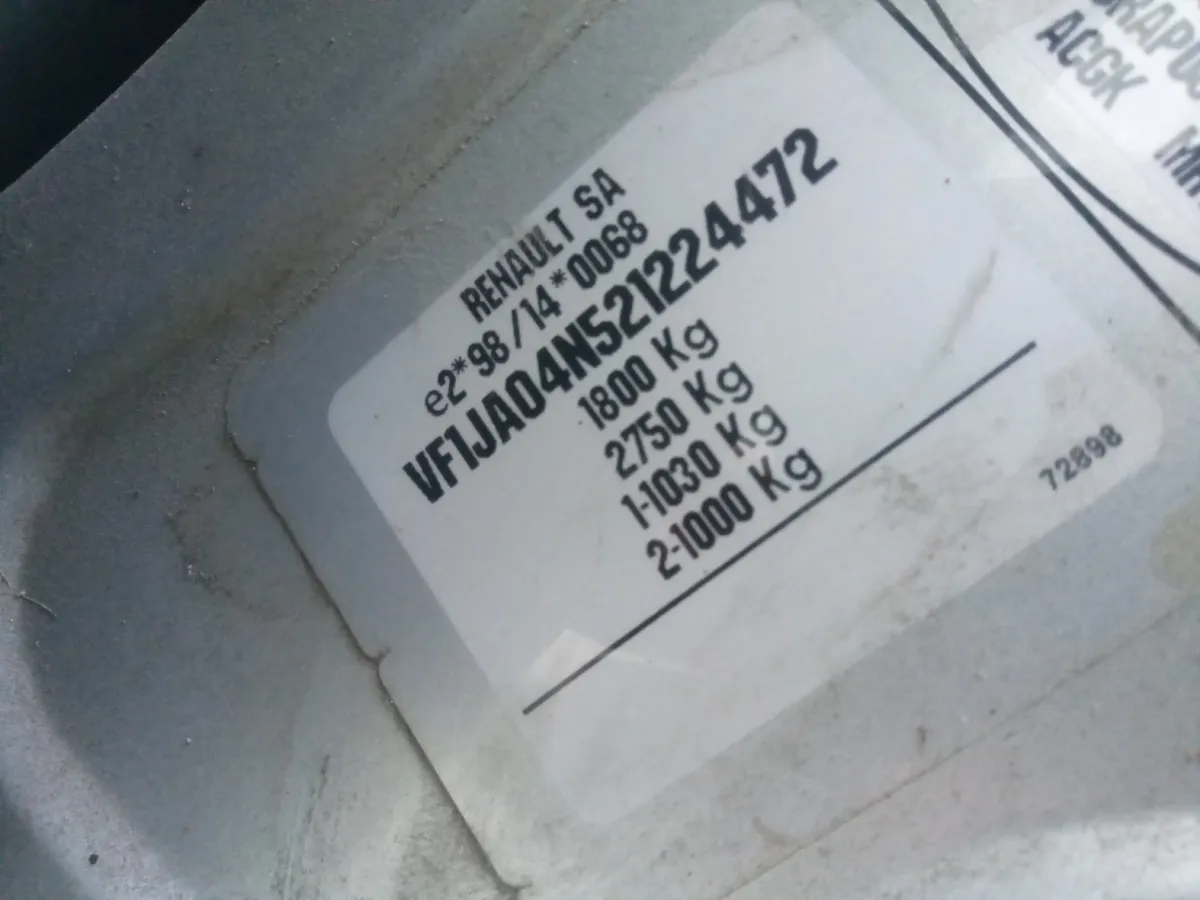 RENAULT SA
e2*98/14*0068
VF1JA04N521224472
1800 Kg
2750 Kg
1-1030 Kg
2-1000 Kg
72898
ACGK